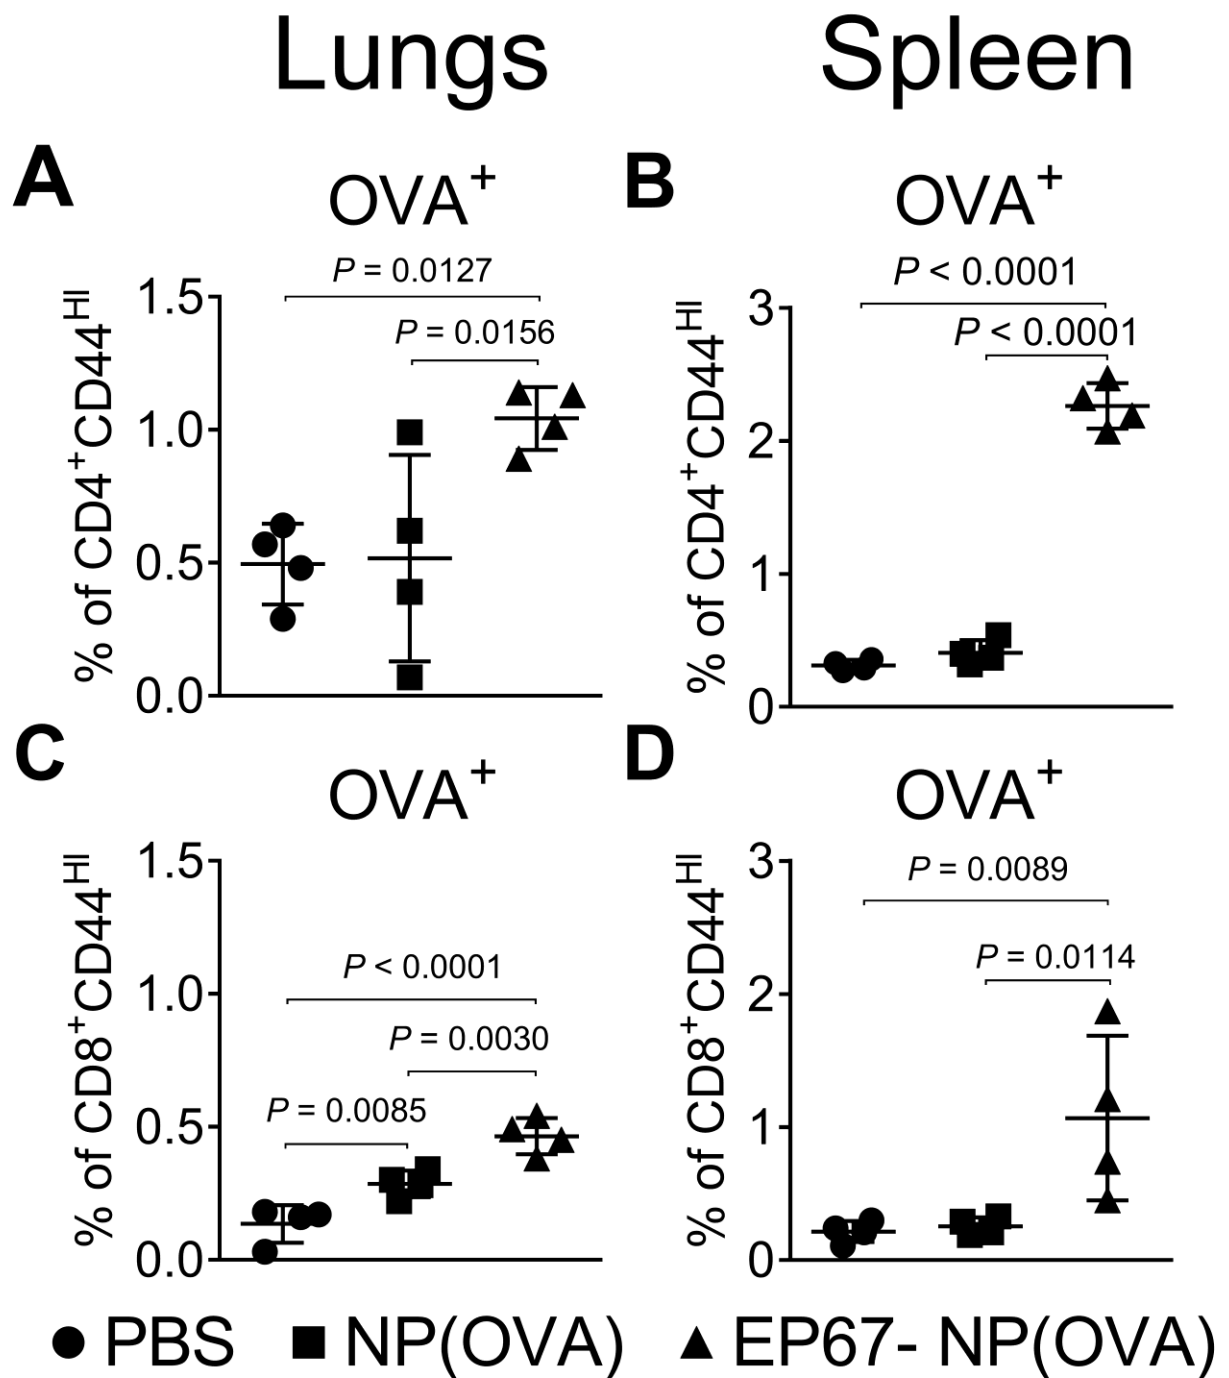 Lungs Spleen
A
OVA⁺
P = 0.0127
P = 0.0156
% of CD4⁺CD44ᴴᴵ
1.5
1.0
0.5
0.0
B
OVA⁺
P < 0.0001
P < 0.0001
% of CD4⁺CD44ᴴᴵ
3
2
1
0
C
OVA⁺
P < 0.0001
P = 0.0030
P = 0.0085
% of CD8⁺CD44ᴴᴵ
1.5
1.0
0.5
0.0
D
OVA⁺
P = 0.0089
P = 0.0114
% of CD8⁺CD44ᴴᴵ
3
2
1
0
PBS NP(OVA) EP67- NP(OVA)